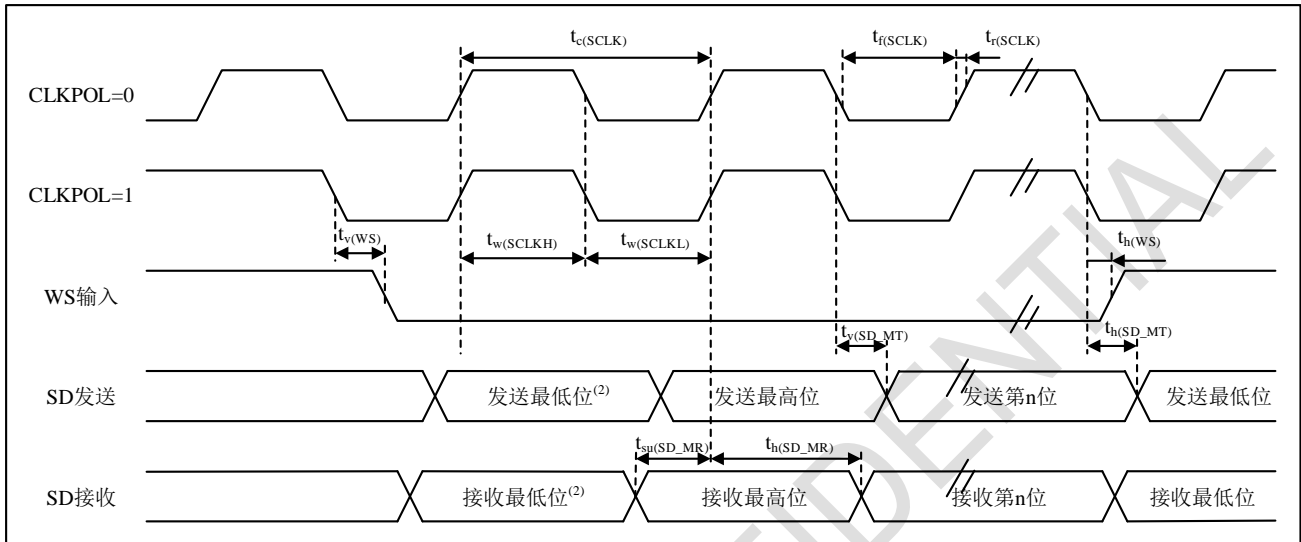 t_c(SCLK)
t_f(SCLK)
t_r(SCLK)
CLKPOL=0
CLKPOL=1
t_v(WS)
t_w(SCLKH)
t_w(SCLKL)
t_h(WS)
WS输入
t_v(SD_MT)
t_h(SD_MT)
SD发送
发送最低位(2)
发送最高位
发送第n位
发送最低位
t_su(SD_MR)
t_h(SD_MR)
SD接收
接收最低位(2)
接收最高位
接收第n位
接收最低位